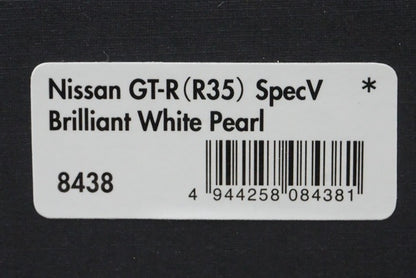 Nissan GT-R(R35) SpecV *
Brilliant White Pearl
8438
4 944258 084381